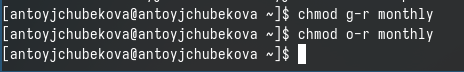 [antoyjchubekova@antoyjchubekova ~]$ chmod g-r monthly
[antoyjchubekova@antoyjchubekova ~]$ chmod o-r monthly
[antoyjchubekova@antoyjchubekova ~]$